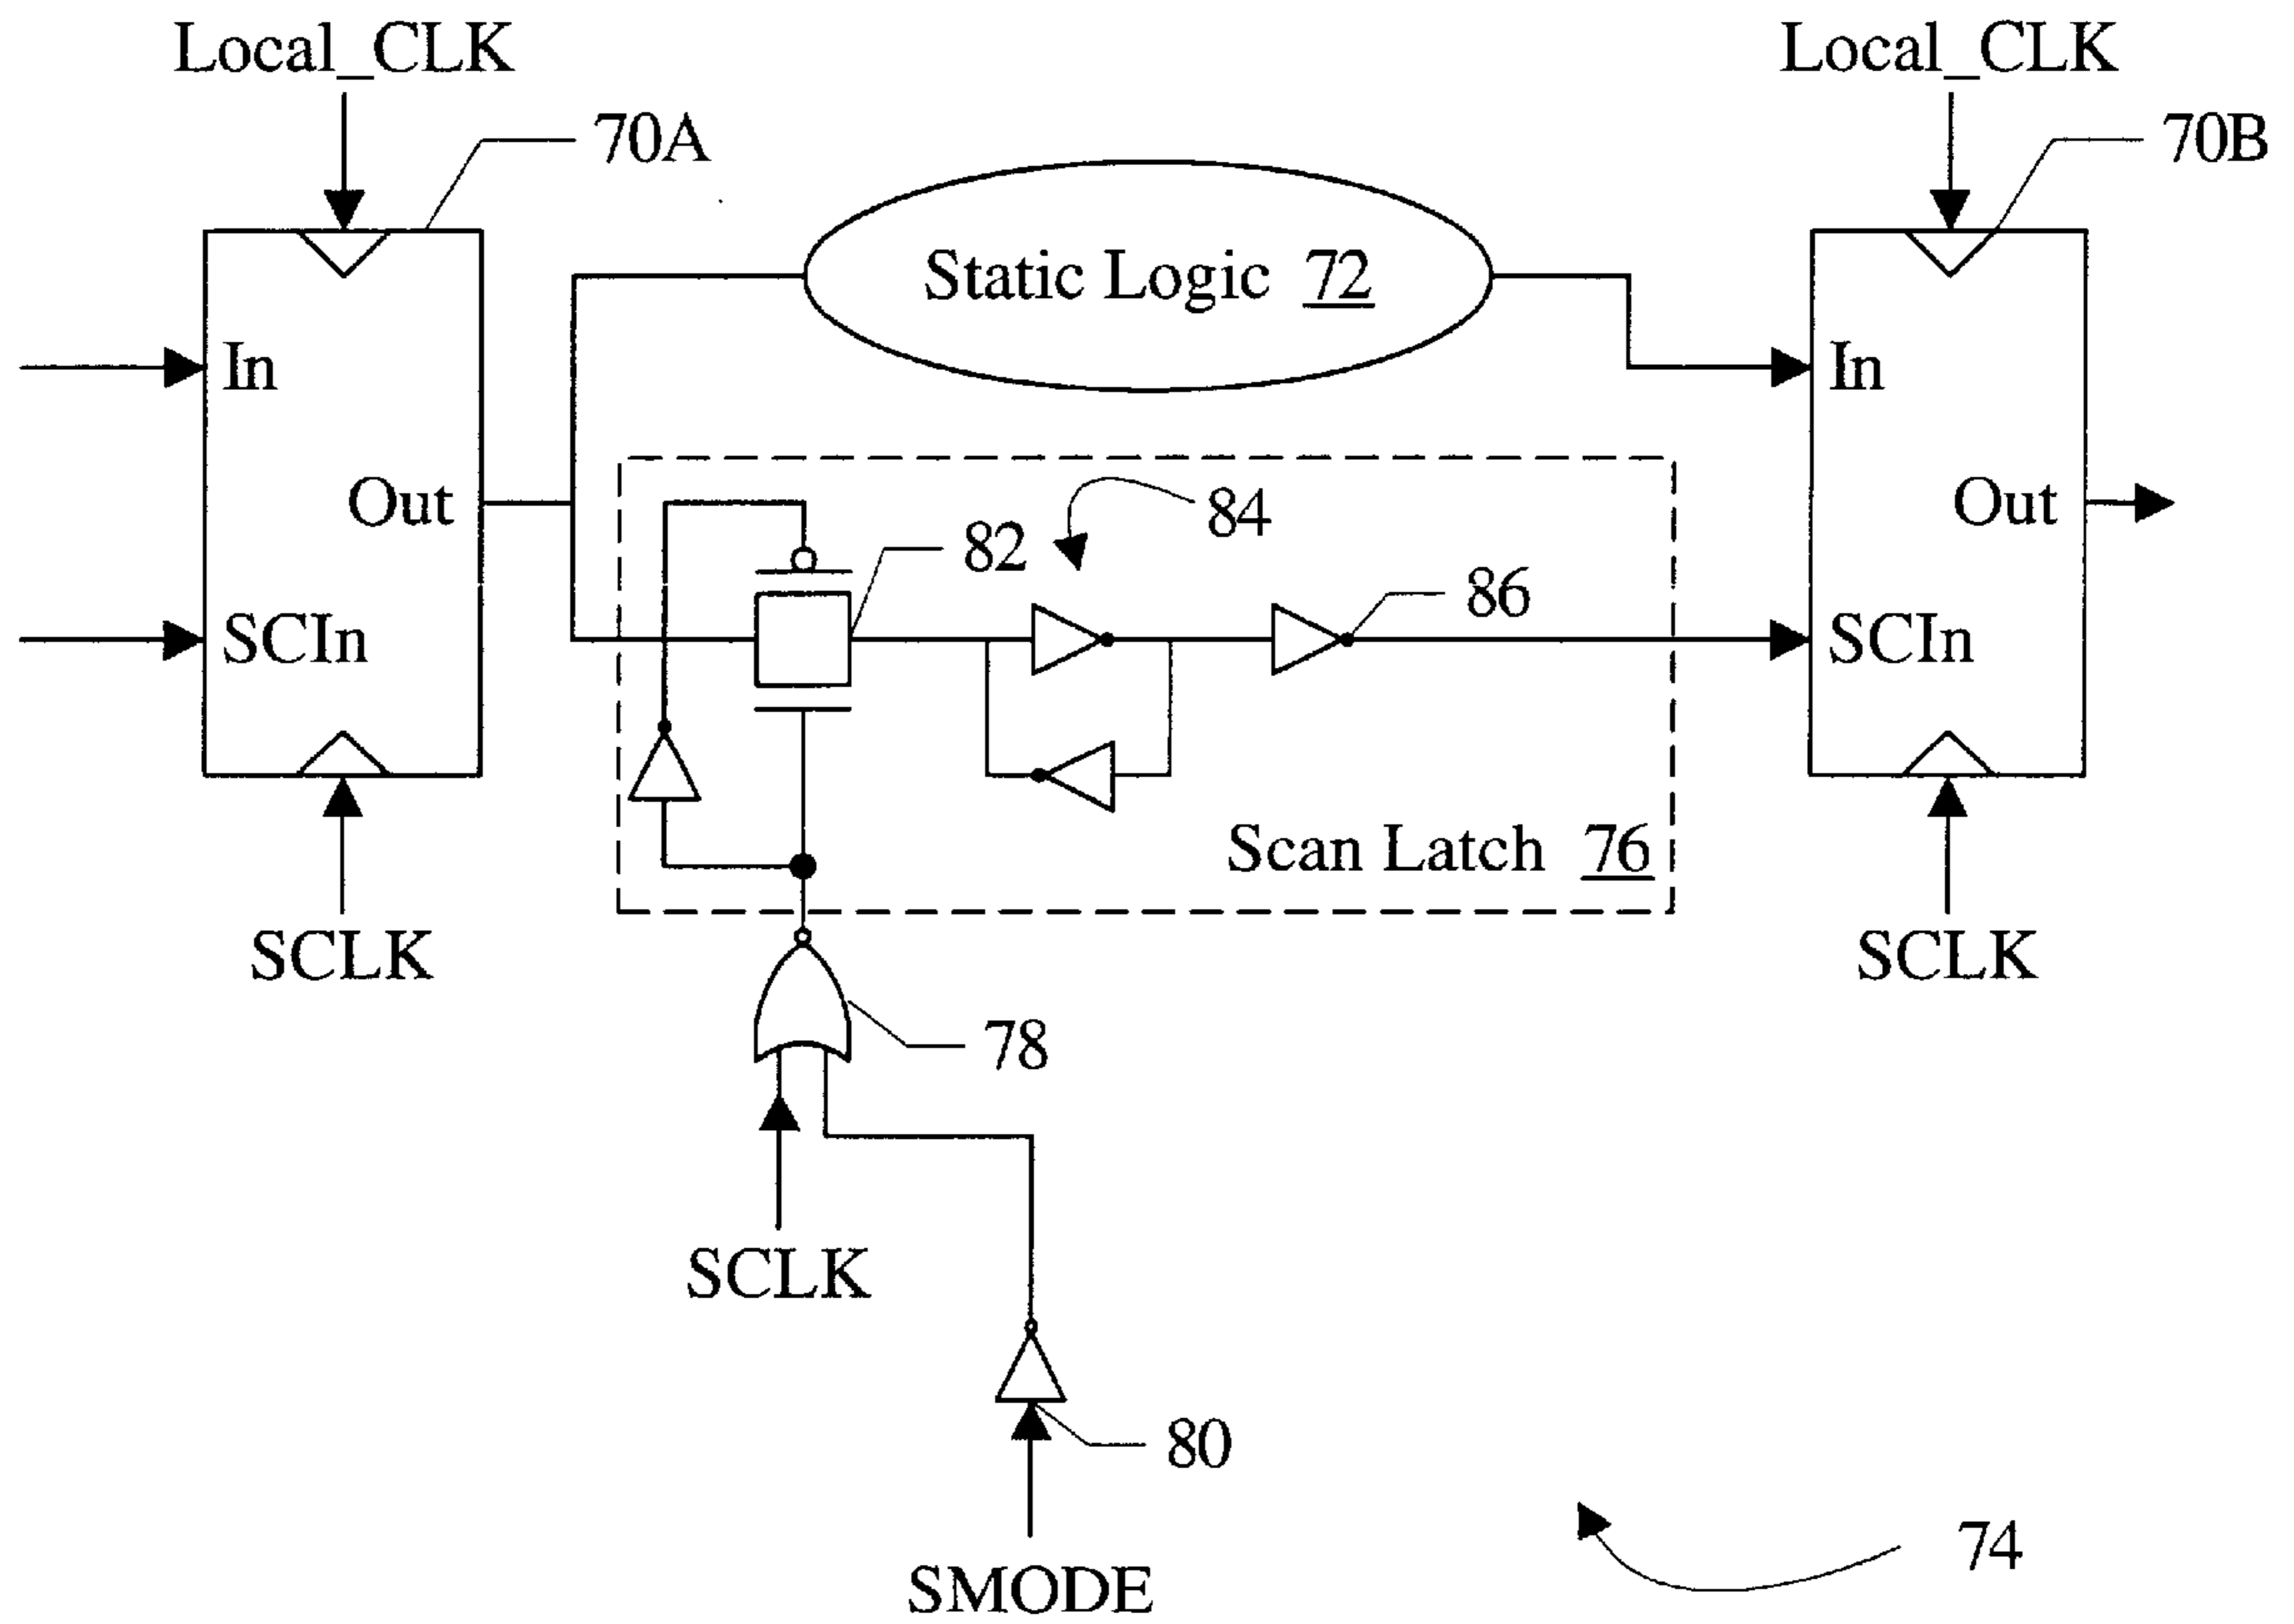 Local_CLK
Local_CLK
70A
70B
Static Logic 72
In
In
Out
84
Out
82
86
SCIn
SCIn
Scan Latch 76
SCLK
SCLK
78
SCLK
80
74
SMODE